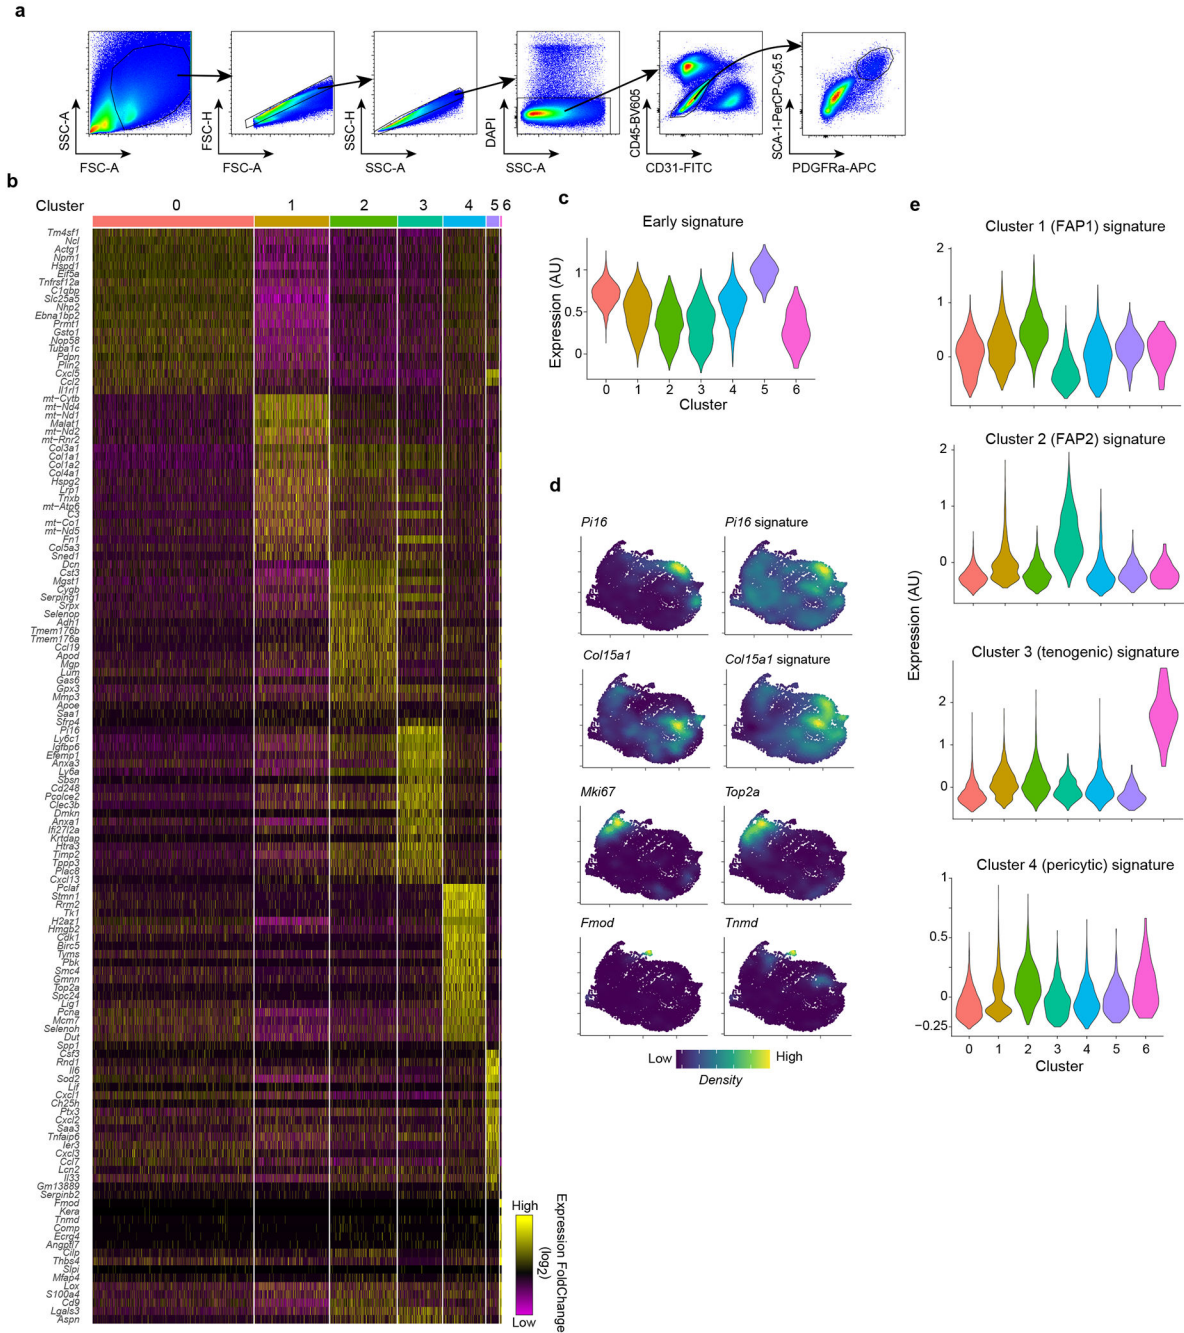 a
SSC-A
FSC-A
FSC-H
FSC-A
SSC-H
SSC-A
DAPI
SSC-A
CD45-BV605
CD31-FITC
SCA-1-PerCP-Cy5.5
PDGFRa-APC
b
Cluster 0 1 2 3 4 5 6
Tm4sf1
Ncl
Actg1
Npm1
Hspd1
Eif5a
Tnfrsf12a
C1qbp
Slc25a5
Nhp2
Ebna1bp2
Prmt1
Gsto1
Nop58
Tuba1c
Pdpn
Plin2
Cxcl5
Ccl2
Il1rl1
mt−Cytb
mt−Nd4
mt−Nd1
Malat1
mt−Nd2
mt−Rnr2
Col3a1
Col1a1
Col1a2
Col4a1
Hspg2
Lrp1
Tnxb
mt−Atp6
C3
mt−Co1
mt−Nd5
Fn1
Col5a3
Sned1
Dcn
Cst3
Mgst1
Cygb
Serping1
Srpx
Selenop
Adh1
Tmem176b
Tmem176a
Ccl19
Apod
Mgp
Lum
Gas6
Gpx3
Mmp3
Apoe
Saa1
Sfrp4
Pi16
Ly6c1
Igfbp6
Efemp1
Anxa3
Ly6a
Sbsn
Cd248
Pcolce2
Clec3b
Dmkn
Anxa1
Ifi27l2a
Krtdap
Htra3
Timp2
Tppp3
Plac8
Cxcl13
Pclaf
Stmn1
Rrm2
Tk1
H2az1
Hmgb2
Cdk1
Birc5
Tyms
Pbk
Smc4
Gmnn
Top2a
Spc24
Lig1
Pcna
Mcm7
Selenoh
Dut
Spp1
Csf3
Rnd1
Il6
Sod2
Lif
Cxcl1
Ch25h
Ptx3
Cxcl2
Saa3
Tnfaip6
Ier3
Cxcl3
Ccl7
Lcn2
Il33
Gm13889
Serpinb2
Fmod
Kera
Tnmd
Comp
Ecrg4
Angptl7
Cilp
Thbs4
Slpi
Mfap4
Lox
S100a4
Cd9
Lgals3
Aspn
High
Low
Expression FoldChange
(log2)
c
Early signature
Expression (AU)
1
0.5
0
0 1 2 3 4 5 6
Cluster
d
Pi16
Pi16 signature
Col15a1
Col15a1 signature
Mki67
Top2a
Fmod
Tnmd
Low
High
Density
e
Cluster 1 (FAP1) signature
2
1
0
Cluster 2 (FAP2) signature
2
1
0
Expression (AU)
Cluster 3 (tenogenic) signature
2
1
0
Cluster 4 (pericytic) signature
1
0.5
0
−0.25
0 1 2 3 4 5 6
Cluster